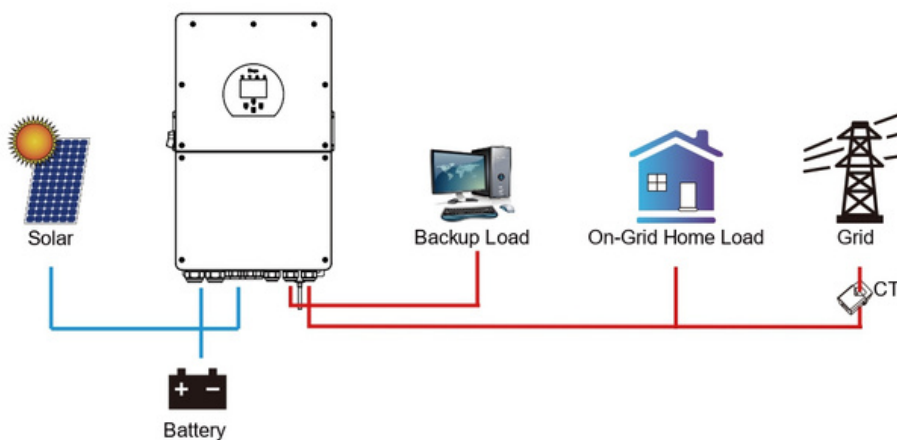 Solar
Backup Load
On-Grid Home Load
Grid
CT
Battery